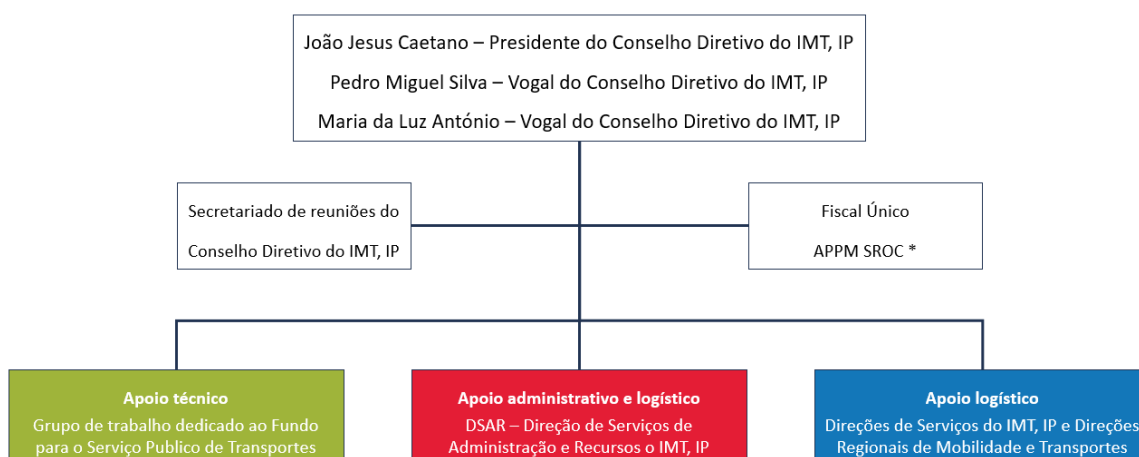 João Jesus Caetano – Presidente do Conselho Diretivo do IMT, IP
Pedro Miguel Silva – Vogal do Conselho Diretivo do IMT, IP
Maria da Luz António – Vogal do Conselho Diretivo do IMT, IP
Secretariado de reuniões do
Conselho Diretivo do IMT, IP
Fiscal Único
APPM SROC *
Apoio técnico
Grupo de trabalho dedicado ao Fundo
para o Serviço Publico de Transportes
Apoio administrativo e logístico
DSAR – Direção de Serviços de
Administração e Recursos o IMT, IP
Apoio logístico
Direções de Serviços do IMT, IP e Direções
Regionais de Mobilidade e Transportes